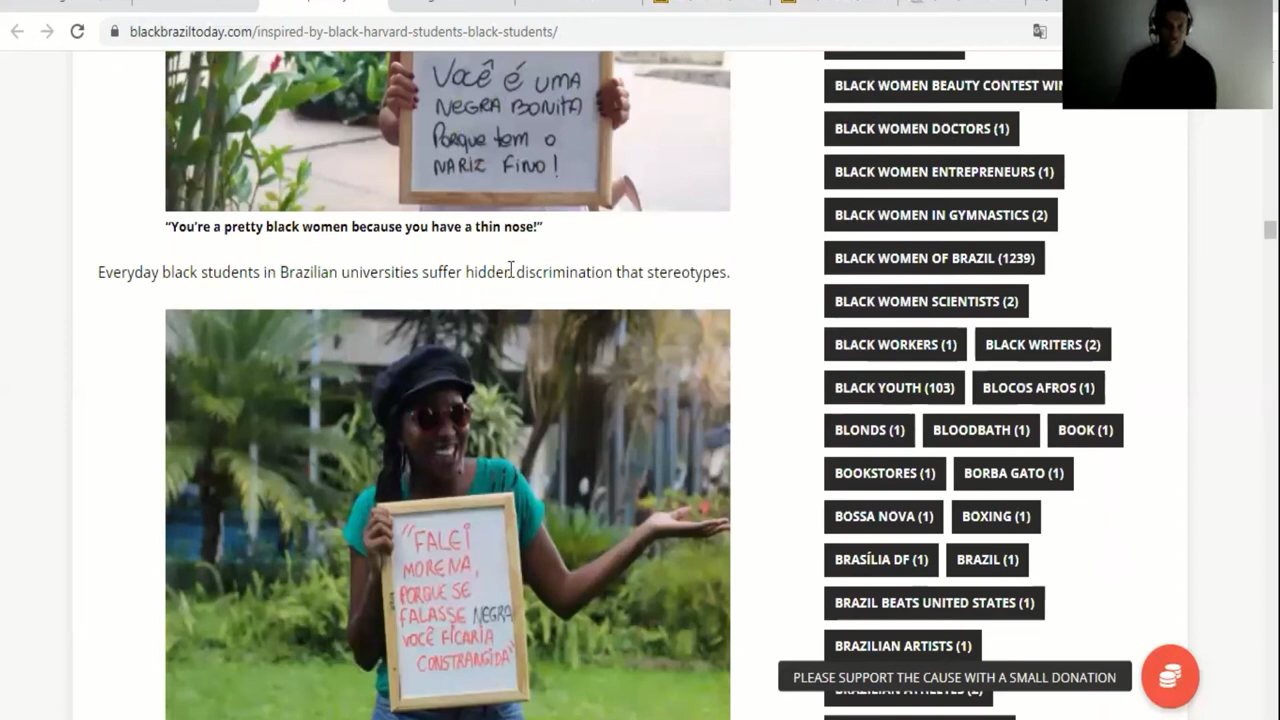 blackbraziltoday.com/inspired-by-black-harvard-students-black-students/
VOCÊ É UMA
NEGRA BONITA
PORQUE TEM O
NARIZ FINO!
“You’re a pretty black women because you have a thin nose!”
Everyday black students in Brazilian universities suffer hidden discrimination that stereotypes.
"FALEI
MORENA,
PORQUE SE
FALASSE NEGRA
VOCÊ FICARIA
CONSTRANGIDA"
BLACK WOMEN BEAUTY CONTEST WIN
BLACK WOMEN DOCTORS (1)
BLACK WOMEN ENTREPRENEURS (1)
BLACK WOMEN IN GYMNASTICS (2)
BLACK WOMEN OF BRAZIL (1239)
BLACK WOMEN SCIENTISTS (2)
BLACK WORKERS (1) BLACK WRITERS (2)
BLACK YOUTH (103) BLOCOS AFROS (1)
BLONDS (1) BLOODBATH (1) BOOK (1)
BOOKSTORES (1) BORBA GATO (1)
BOSSA NOVA (1) BOXING (1)
BRASÍLIA DF (1) BRAZIL (1)
BRAZIL BEATS UNITED STATES (1)
BRAZILIAN ARTISTS (1)
PLEASE SUPPORT THE CAUSE WITH A SMALL DONATION
BRAZILIAN ATHLETES (2)